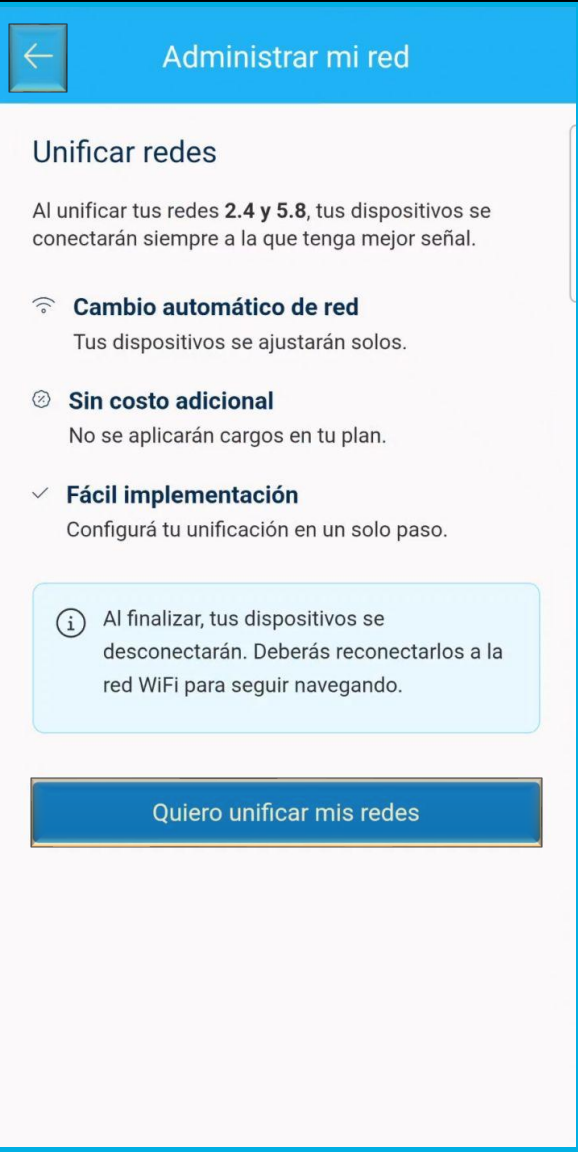 Administrar mi red
Unificar redes
Al unificar tus redes 2.4 y 5.8, tus dispositivos se
conectarán siempre a la que tenga mejor señal.
Cambio automático de red
Tus dispositivos se ajustarán solos.
Sin costo adicional
No se aplicarán cargos en tu plan.
Fácil implementación
Configurá tu unificación en un solo paso.
Al finalizar, tus dispositivos se
desconectarán. Deberás reconectarlos a la
red WiFi para seguir navegando.
Quiero unificar mis redes